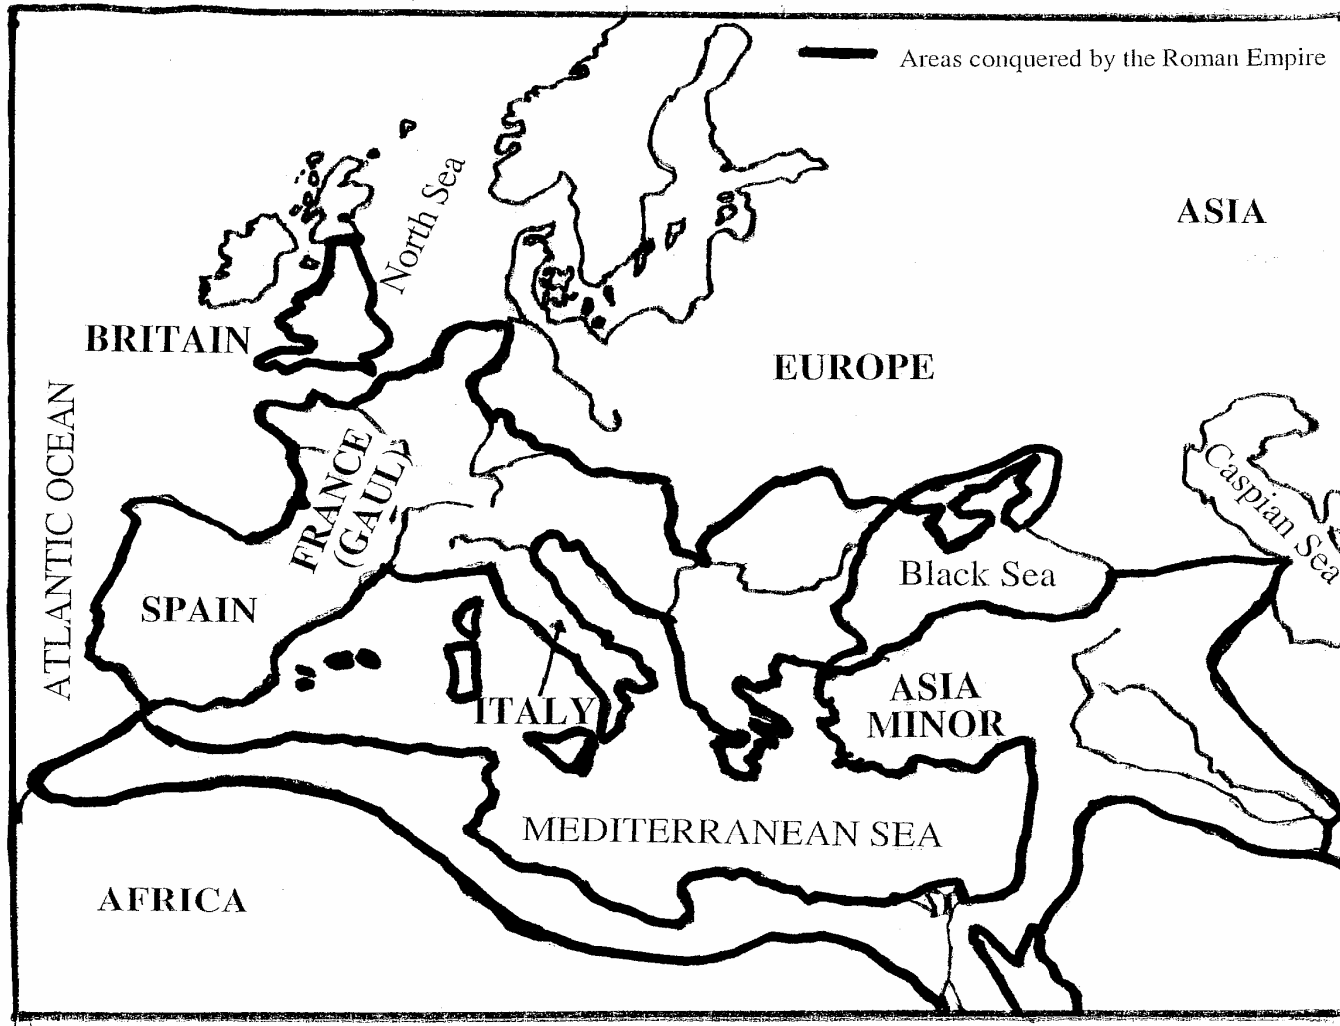 Areas conquered by the Roman Empire
North Sea
ASIA
BRITAIN
EUROPE
ATLANTIC OCEAN
FRANCE
(GAUL)
Caspian Sea
Black Sea
SPAIN
ITALY
ASIA
MINOR
MEDITERRANEAN SEA
AFRICA